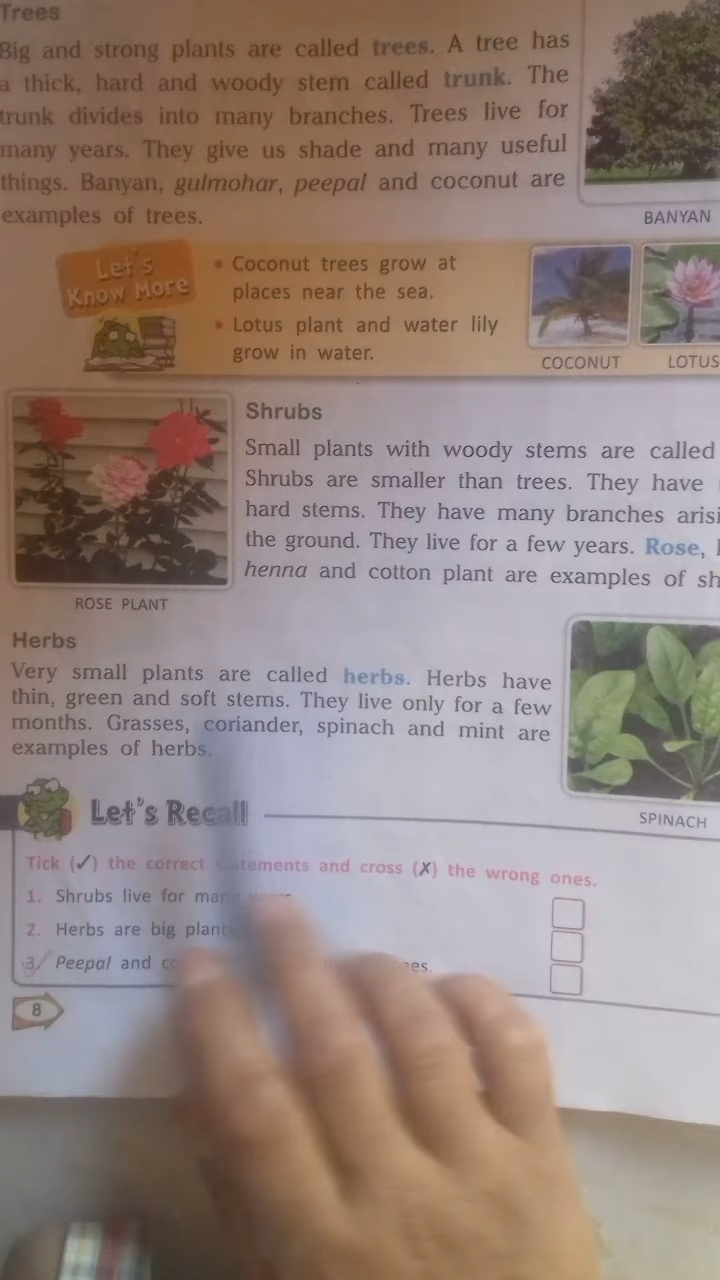 Trees
Big and strong plants are called trees. A tree has
a thick, hard and woody stem called trunk. The
trunk divides into many branches. Trees live for
many years. They give us shade and many useful
things. Banyan, gulmohar, peepal and coconut are
examples of trees.
BANYAN
Let's
Know More
• Coconut trees grow at
places near the sea.
• Lotus plant and water lily
grow in water.
COCONUT
LOTUS
Shrubs
Small plants with woody stems are called
Shrubs are smaller than trees. They have
hard stems. They have many branches
the ground. They live for a few years. Rose,
henna and cotton plant are examples of
ROSE PLANT
Herbs
Very small plants are called herbs. Herbs have
thin, green and soft stems. They live only for a few
months. Grasses, coriander, spinach and mint are
examples of herbs.
SPINACH
Let's Recall
Tick (✓) the correct statements and cross (✗) the wrong ones.
1. Shrubs live for many years.
2. Herbs are big
3. Peepal and
8